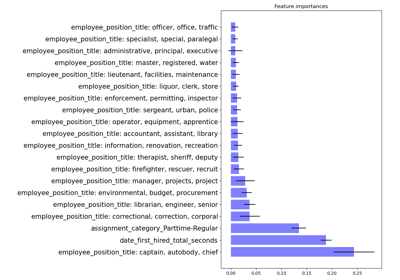 Feature importances
employee_position_title: officer, office, traffic
employee_position_title: specialist, special, paralegal
employee_position_title: administrative, principal, executive
employee_position_title: master, registered, water
employee_position_title: lieutenant, facilities, maintenance
employee_position_title: liquor, clerk, store
employee_position_title: enforcement, permitting, inspector
employee_position_title: sergeant, urban, police
employee_position_title: operator, equipment, apprentice
employee_position_title: accountant, assistant, library
employee_position_title: information, renovation, recreation
employee_position_title: therapist, sheriff, deputy
employee_position_title: firefighter, rescuer, recruit
employee_position_title: manager, projects, project
employee_position_title: environmental, budget, procurement
employee_position_title: librarian, engineer, senior
employee_position_title: correctional, correction, corporal
assignment_category_Parttime-Regular
date_first_hired_total_seconds
employee_position_title: captain, autobody, chief
0.00 0.05 0.10 0.15 0.20 0.25